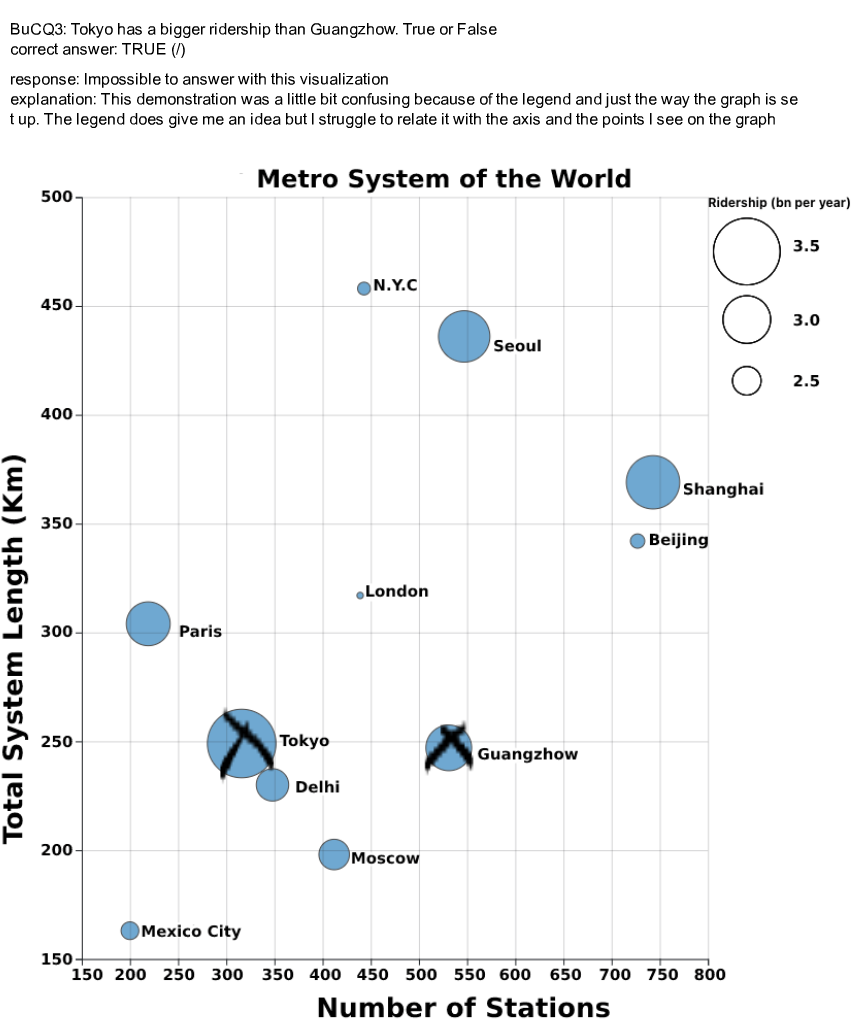 BuCQ3: Tokyo has a bigger ridership than Guangzhow. True or False
correct answer: TRUE (/)
response: Impossible to answer with this visualization
explanation: This demonstration was a little bit confusing because of the legend and just the way the graph is se
t up. The legend does give me an idea but I struggle to relate it with the axis and the points I see on the graph
Metro System of the World
Ridership (bn per year)
3.5
3.0
2.5
500
450
400
350
300
250
200
150
Total System Length (Km)
N.Y.C
Seoul
Shanghai
Beijing
London
Paris
Tokyo
Guangzhow
Delhi
Moscow
Mexico City
150 200 250 300 350 400 450 500 550 600 650 700 750 800
Number of Stations